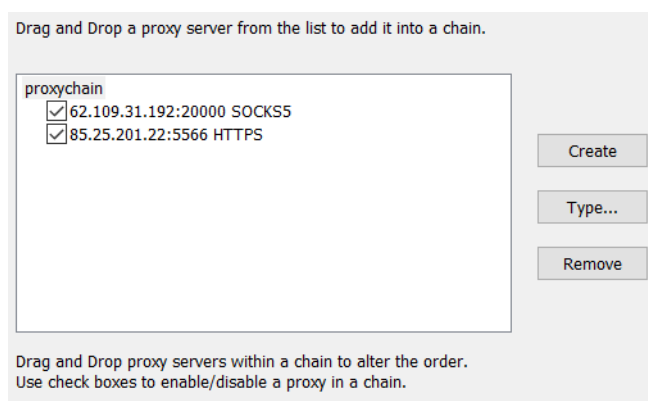 Drag and Drop a proxy server from the list to add it into a chain.
proxychain
62.109.31.192:20000 SOCKS5
85.25.201.22:5566 HTTPS
Create
Type...
Remove
Drag and Drop proxy servers within a chain to alter the order.
Use check boxes to enable/disable a proxy in a chain.